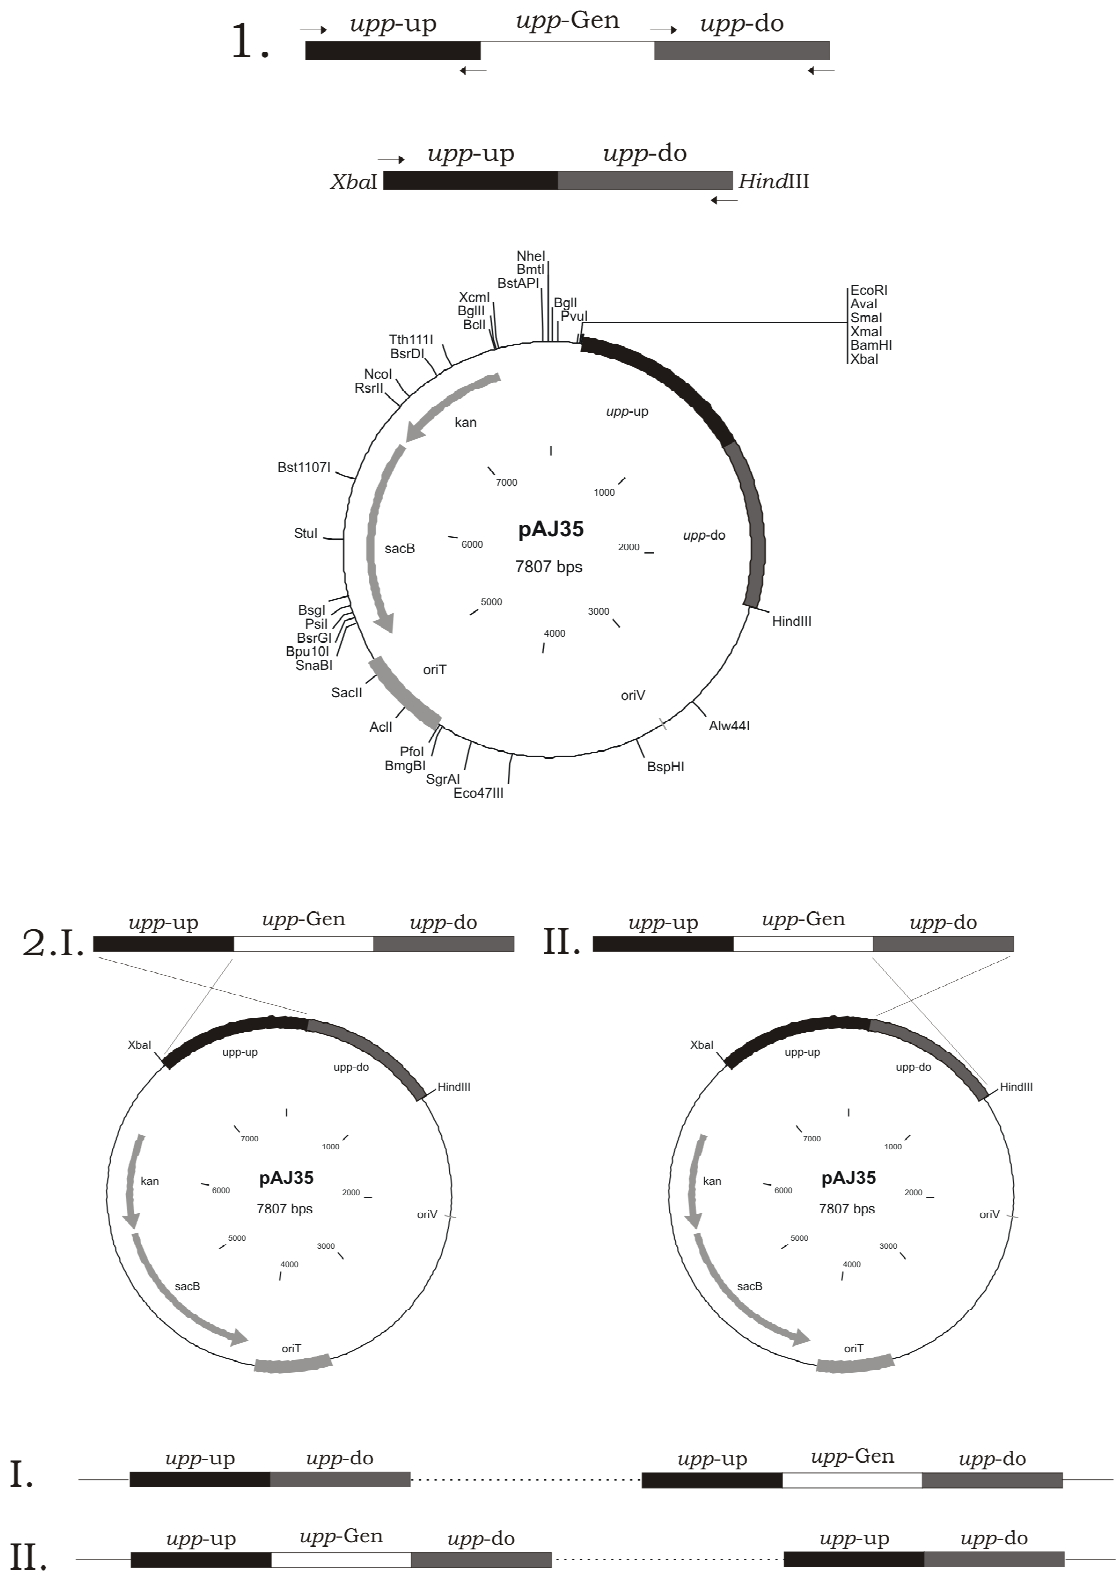 1.
upp-up upp-Gen upp-do
upp-up upp-do
XbaI HindIII
NheI
BmtI
BstAPI
BglI
PvuI
XcmI
BglII
BclI
Tth111I
BsrDI
NcoI
RsrII
Bst1107I
StuI
BsgI
PsiI
BsrGI
Bpu10I
SnaBI
SacII
AclI
PfoI
BmgBI
SgrAI
Eco47III
BspHI
Alw44I
HindIII
EcoRI
AvaI
SmaI
XmaI
BamHI
XbaI
kan
upp-up
7000
1000
pAJ35
7807 bps
upp-do
sacB
6000
2000
5000
3000
4000
oriT
oriV
2.I.
upp-up upp-Gen upp-do
XbaI
upp-up
upp-do
HindIII
7000
1000
kan
pAJ35
7807 bps
6000
2000
oriV
5000
3000
4000
sacB
oriT
II.
upp-up upp-Gen upp-do
XbaI
upp-up
upp-do
HindIII
7000
1000
kan
pAJ35
7807 bps
6000
2000
oriV
5000
3000
4000
sacB
oriT
I.
upp-up upp-do upp-up upp-Gen upp-do
II.
upp-up upp-Gen upp-do upp-up upp-do